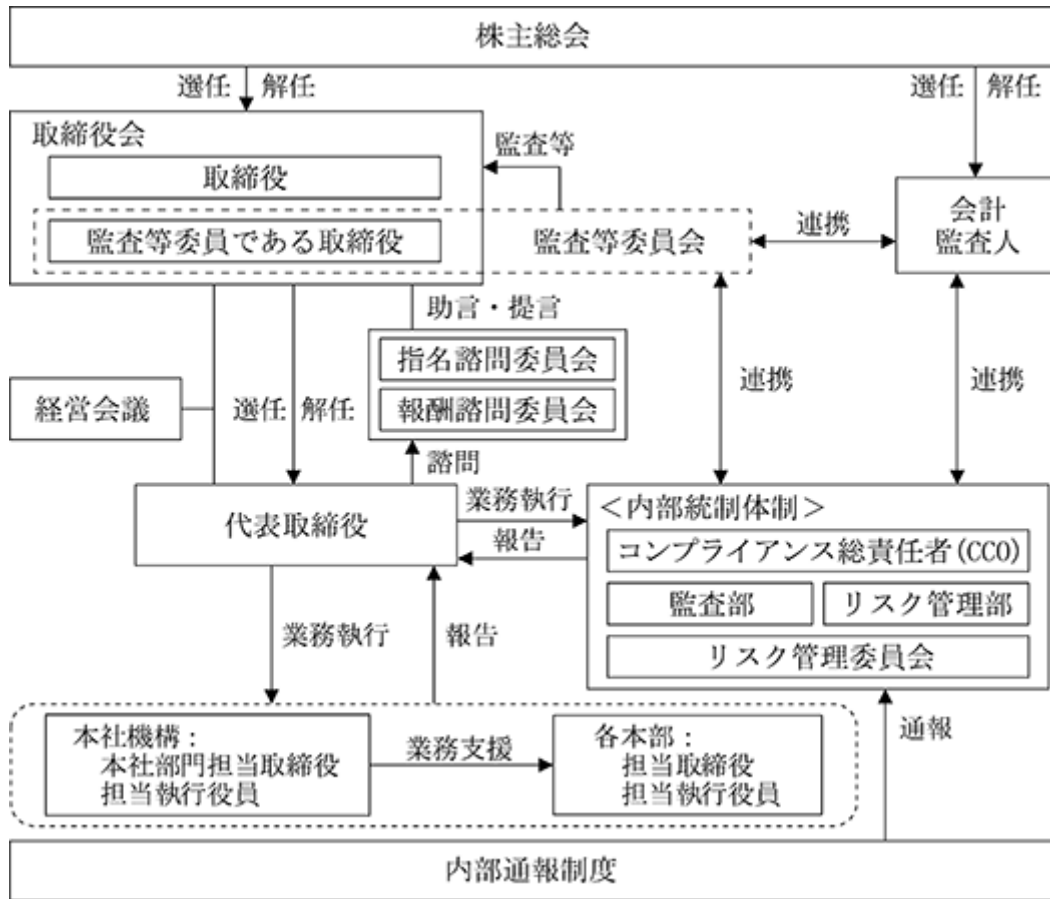 株主総会
選任 解任
選任 解任
取締役会
取締役
監査等委員である取締役
監査等
監査等委員会
連携
会計
監査人
助言・提言
指名諮問委員会
報酬諮問委員会
経営会議
選任 解任
諮問
連携
連携
代表取締役
業務執行
報告
＜内部統制体制＞
コンプライアンス総責任者(CCO)
監査部
リスク管理部
リスク管理委員会
業務執行
報告
通報
本社機構：
本社部門担当取締役
担当執行役員
業務支援
各本部：
担当取締役
担当執行役員
内部通報制度